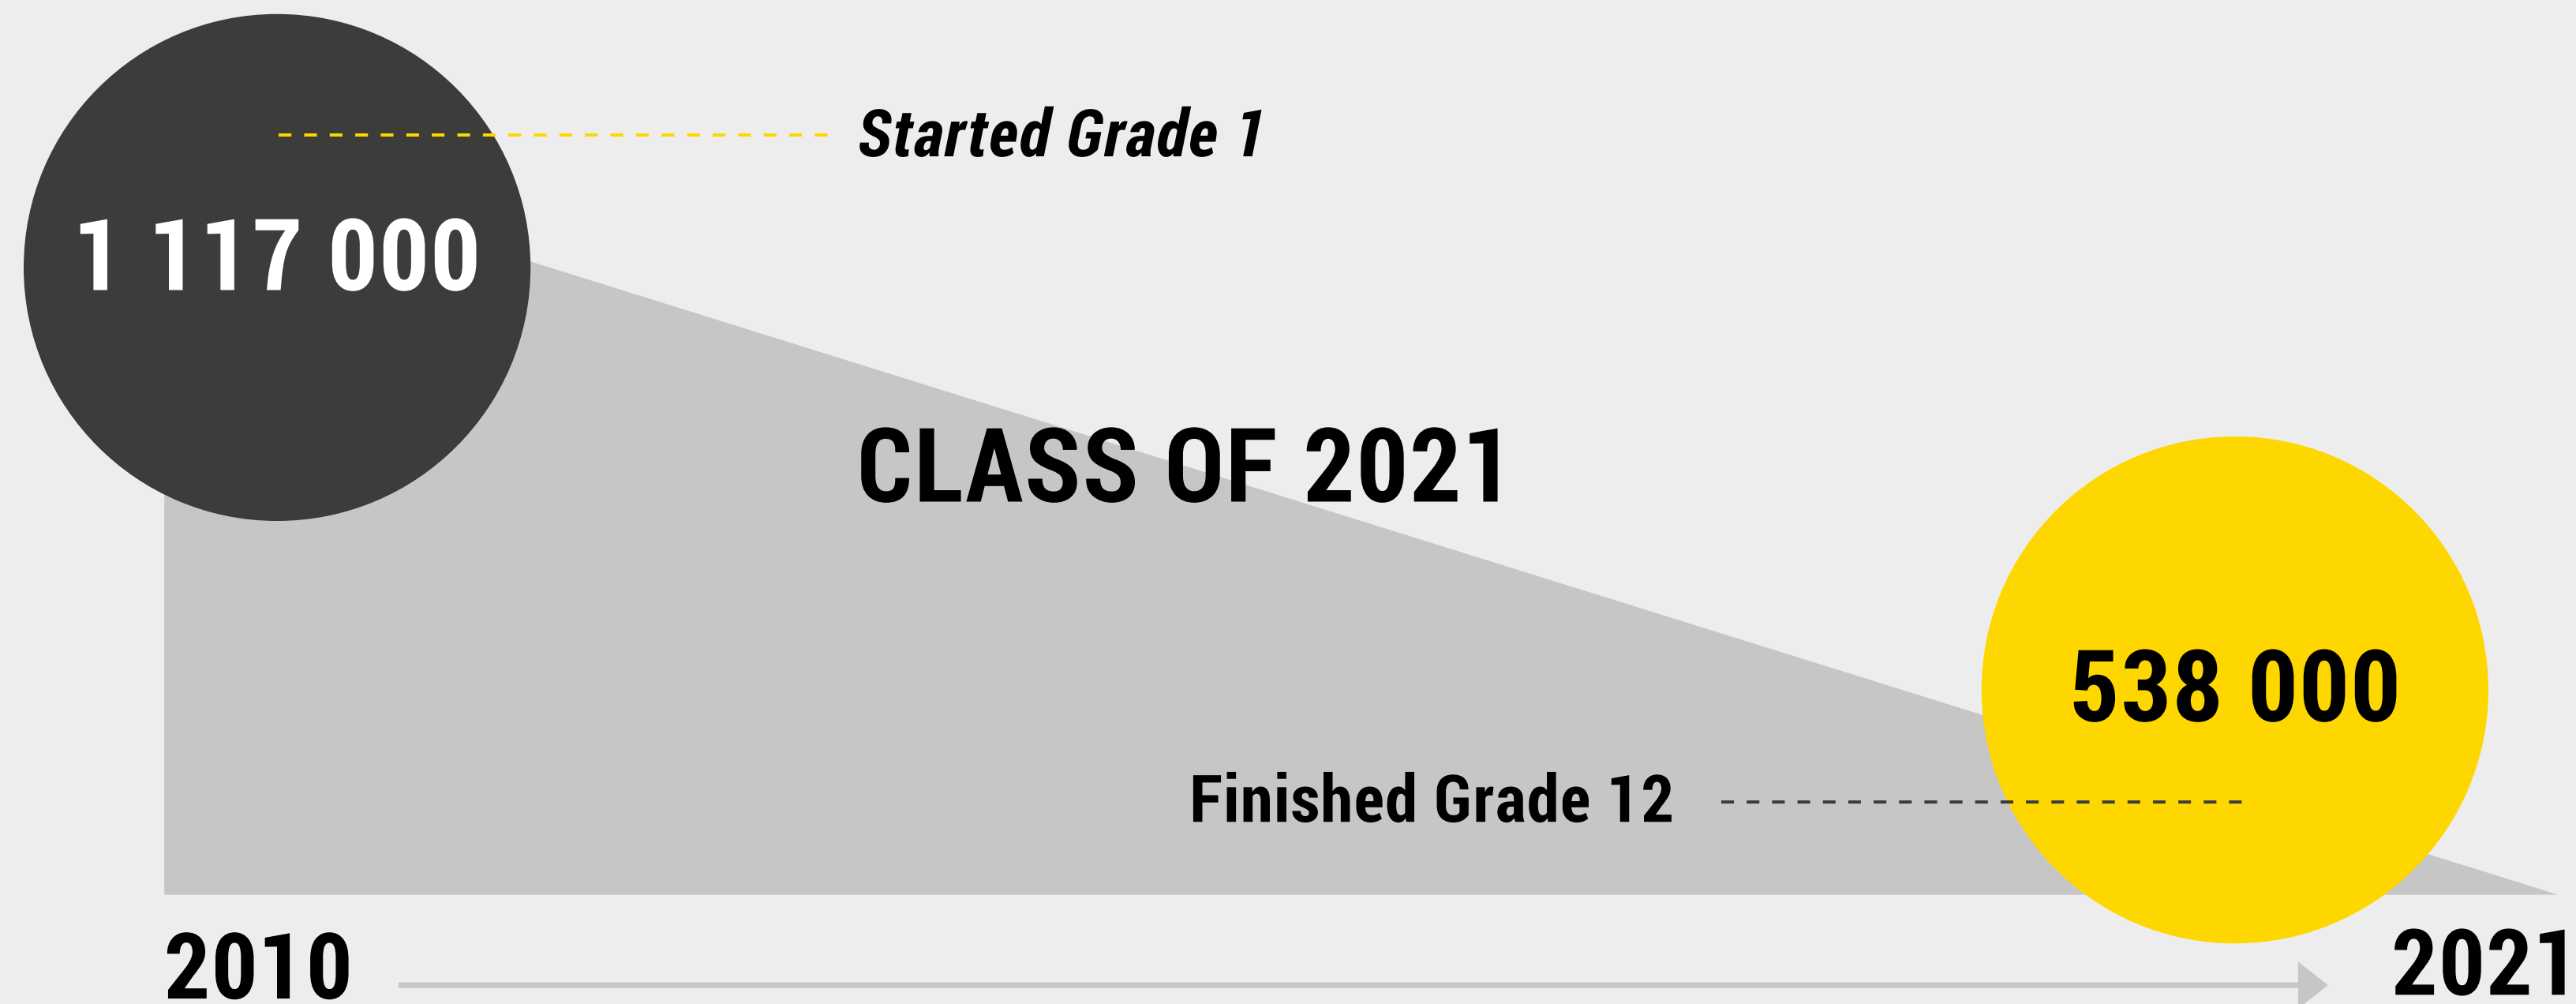 Started Grade 1
1 117 000
CLASS OF 2021
538 000
Finished Grade 12
2010
2021